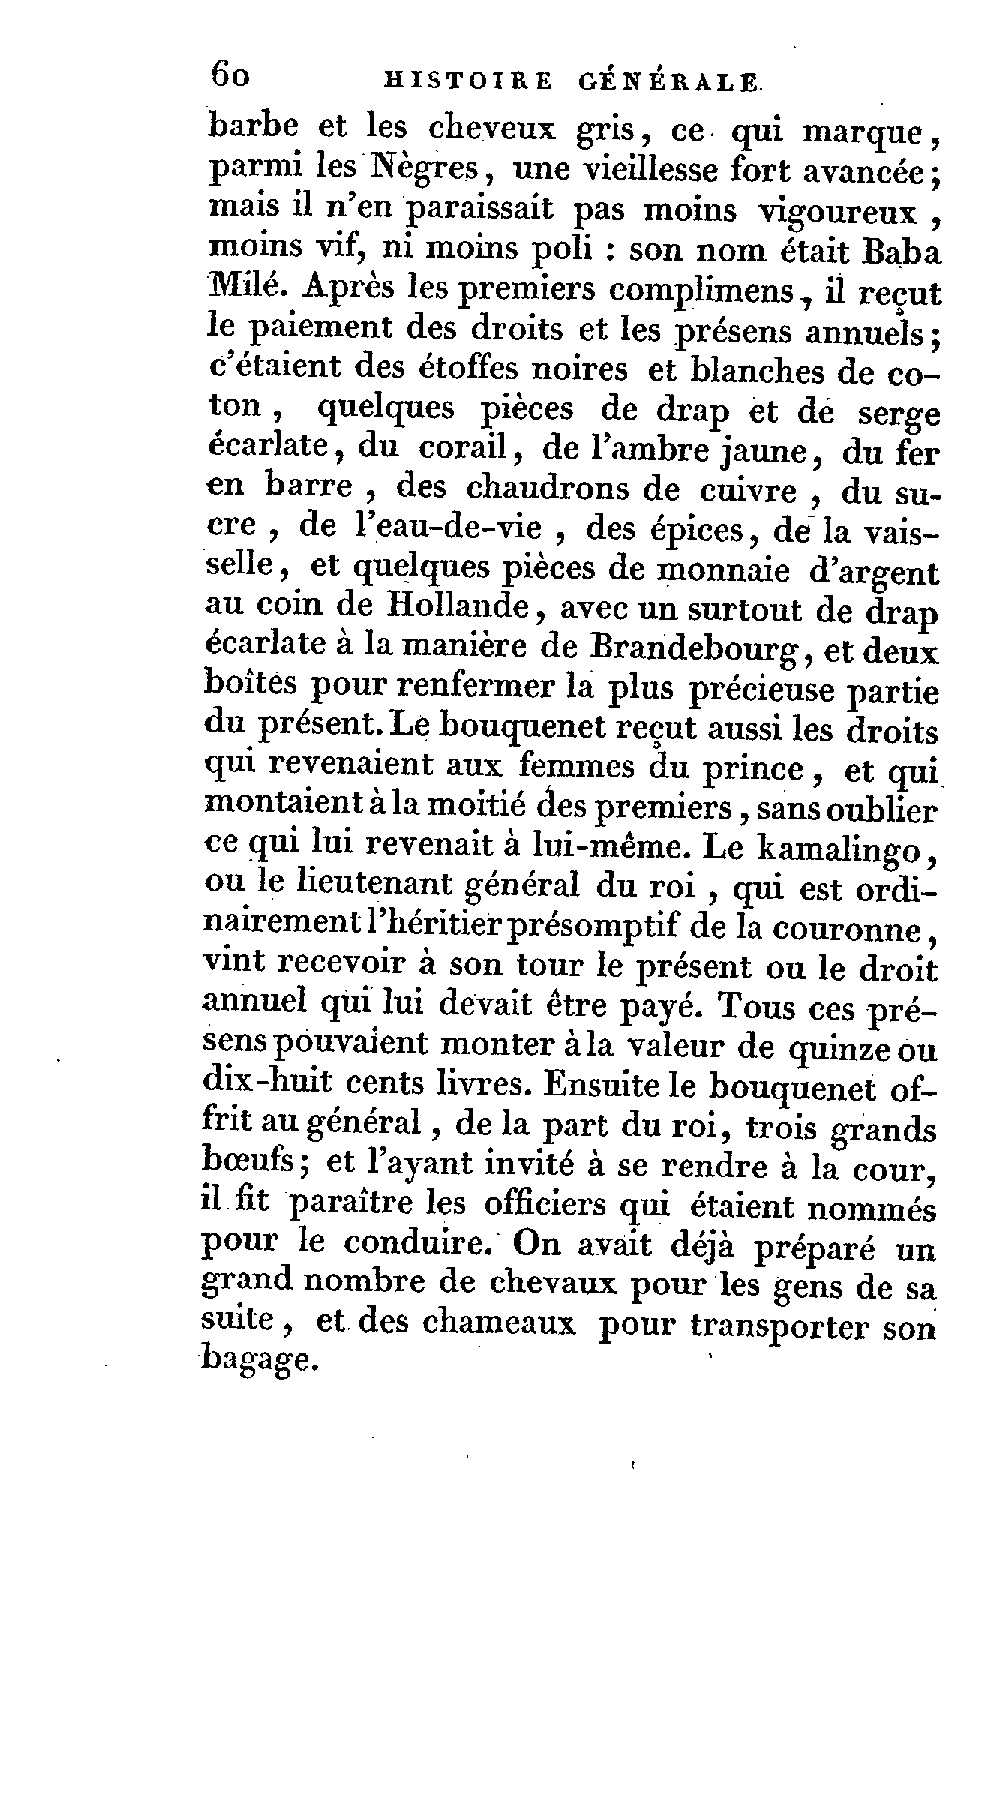 60 HISTOIRE GÉNÉRALE.
barbe et les cheveux gris, ce qui marque,
parmi les Nègres, une vieillesse fort avancée;
mais il n'en paraissait pas moins vigoureux,
moins vif, ni moins poli : son nom était Baba
Milé. Après les premiers complimens, il reçut
le paiement des droits et les présens annuels;
c'étaient des étoffes noires et blanches de co-
ton, quelques pièces de drap et de serge
écarlate, du corail, de l'ambre jaune, du fer
en barre, des chaudrons de cuivre, du su-
cre, de l'eau-de-vie, des épices, de la vais-
selle, et quelques pièces de monnaie d'argent
au coin de Hollande, avec un surtout de drap
écarlate à la manière de Brandebourg, et deux
boîtes pour renfermer la plus précieuse partie
du présent. Le bouquenet reçut aussi les droits
qui revenaient aux femmes du prince, et qui
montaient à la moitié des premiers, sans oublier
ce qui lui revenait à lui-même. Le kamalingo,
ou le lieutenant général du roi, qui est ordi-
nairement l'héritier présomptif de la couronne,
vint recevoir à son tour le présent ou le droit
annuel qui lui devait être payé. Tous ces pré-
sens pouvaient monter à la valeur de quinze ou
dix-huit cents livres. Ensuite le bouquenet of-
frit au général, de la part du roi, trois grands
bœufs; et l'ayant invité à se rendre à la cour,
il fit paraître les officiers qui étaient nommés
pour le conduire. On avait déjà préparé un
grand nombre de chevaux pour les gens de sa
suite, et des chameaux pour transporter son
bagage.